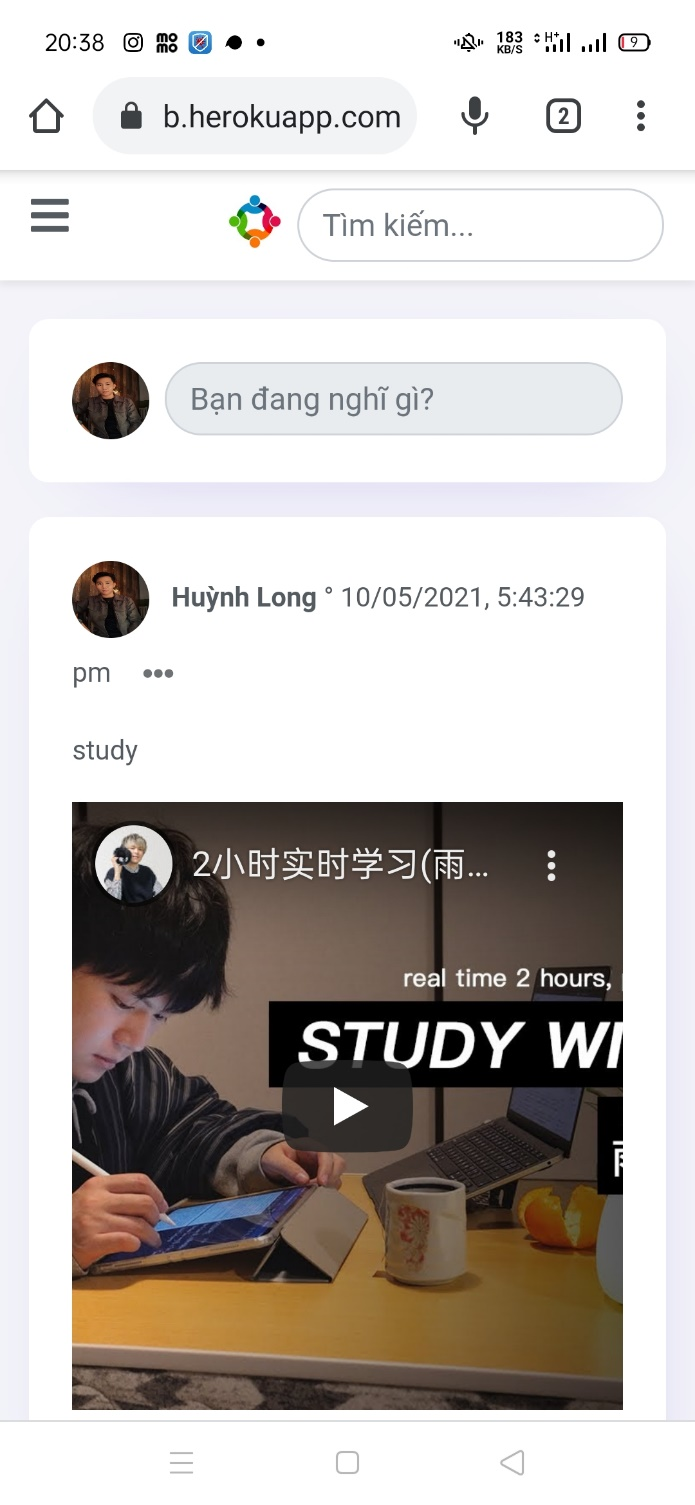 20:38 183 KB/S H+ 9
b.herokuapp.com 2
Tìm kiếm...
Bạn đang nghĩ gì?
Huỳnh Long ° 10/05/2021, 5:43:29
pm •••
study
2小时实时学习(雨...
real time 2 hours,
STUDY WI